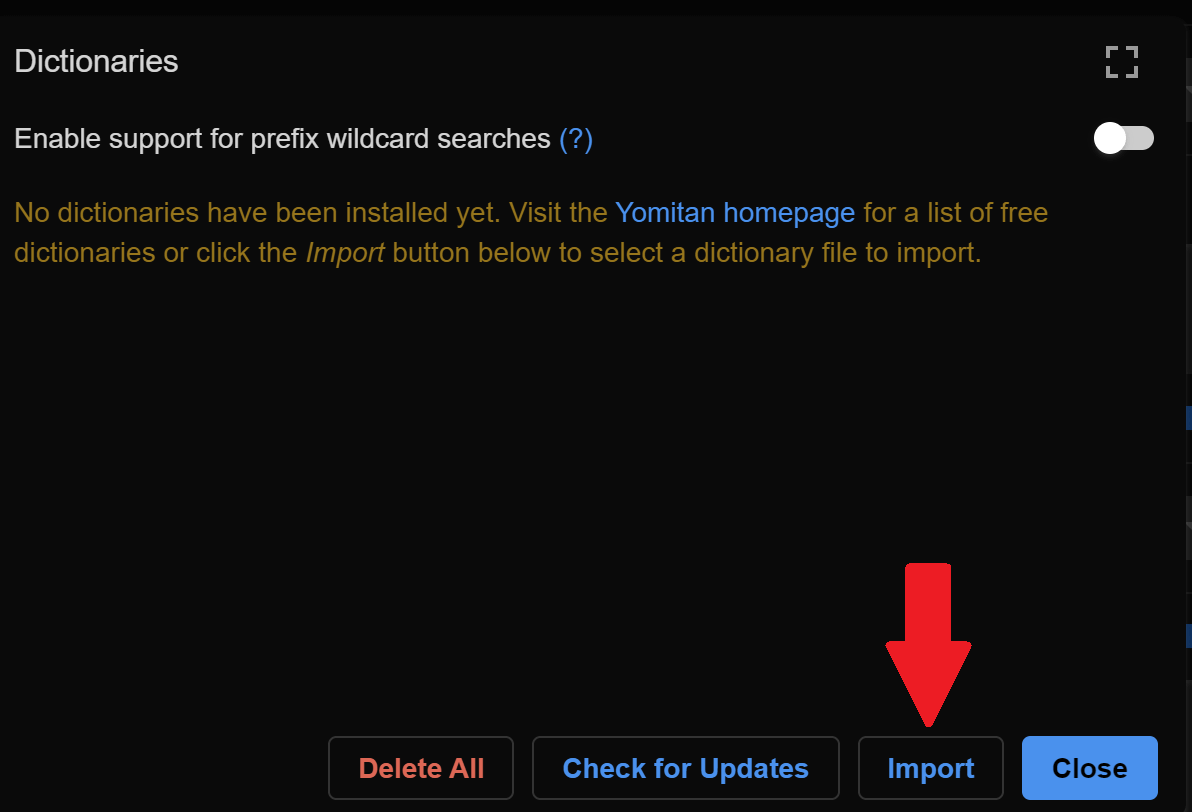 Dictionaries
Enable support for prefix wildcard searches (?)
No dictionaries have been installed yet. Visit the Yomitan homepage for a list of free
dictionaries or click the Import button below to select a dictionary file to import.
Delete All Check for Updates Import Close